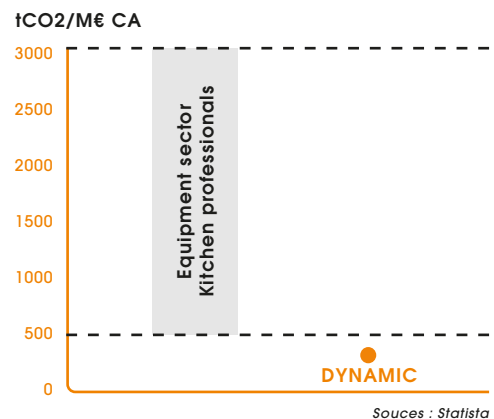 tCO2/M€ CA
3000
2500
2000
1500
1000
500
0
Equipment sector
Kitchen professionals
DYNAMIC
Souces : Statista